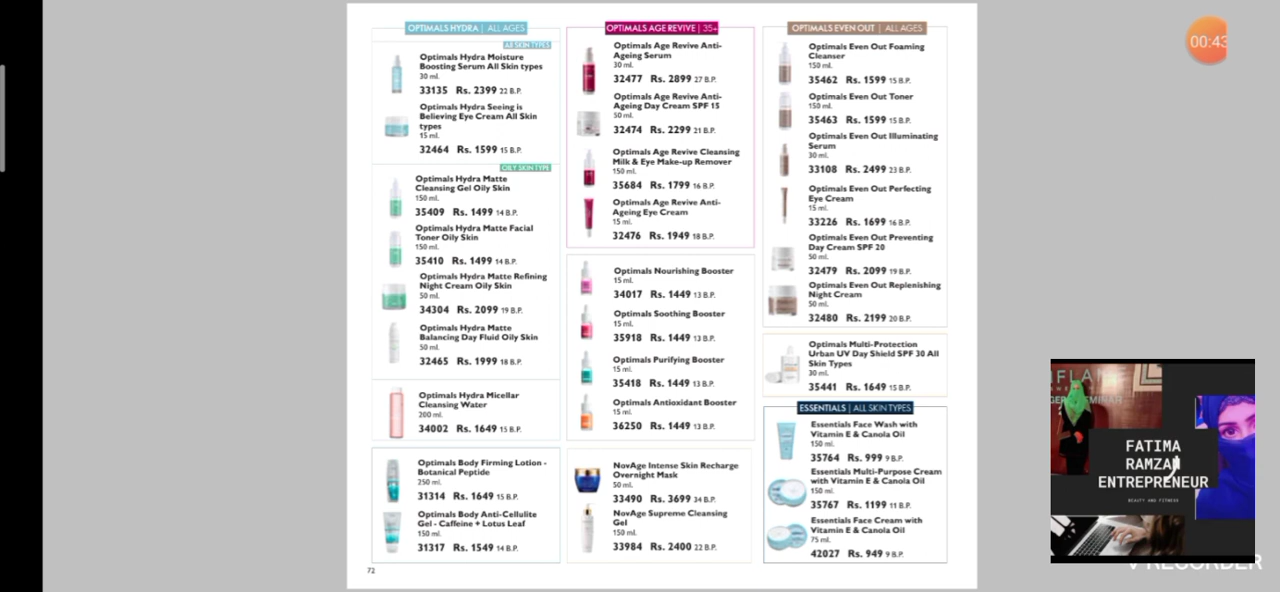 OPTIMALS HYDRA | ALL AGES
All SKIN TYPES
Optimals Hydra Moisture
Boosting Serum All Skin types
30 ml.
33135 Rs. 2399 22 B.P.
Optimals Hydra Seeing is
Believing Eye Cream All Skin
types
15 ml.
32464 Rs. 1599 15 B.P.
OILY SKIN TYPE
Optimals Hydra Matte
Cleansing Gel Oily Skin
150 ml.
35409 Rs. 1499 14 B.P.
Optimals Hydra Matte Facial
Toner Oily Skin
150 ml.
35410 Rs. 1499 14 B.P.
Optimals Hydra Matte Refining
Night Cream Oily Skin
50 ml.
34304 Rs. 2099 19 B.P.
Optimals Hydra Matte
Balancing Day Fluid Oily Skin
50 ml.
32465 Rs. 1999 18 B.P.
Optimals Hydra Micellar
Cleansing Water
200 ml.
34002 Rs. 1649 15 B.P.
Optimals Body Firming Lotion -
Botanical Peptide
250 ml.
31314 Rs. 1649 15 B.P.
Optimals Body Anti-Cellulite
Gel - Caffeine + Lotus Leaf
150 ml.
31317 Rs. 1549 14 B.P.
72
OPTIMALS AGE REVIVE | 35+
Optimals Age Revive Anti-
Ageing Serum
30 ml.
32477 Rs. 2899 27 B.P.
Optimals Age Revive Anti-
Ageing Day Cream SPF 15
50 ml.
32474 Rs. 2299 21 B.P.
Optimals Age Revive Cleansing
Milk & Eye Make-up Remover
150 ml.
35684 Rs. 1799 16 B.P.
Optimals Age Revive Anti-
Ageing Eye Cream
15 ml.
32476 Rs. 1949 18 B.P.
Optimals Nourishing Booster
15 ml.
34017 Rs. 1449 13 B.P.
Optimals Soothing Booster
15 ml.
35918 Rs. 1449 13 B.P.
Optimals Purifying Booster
15 ml.
35418 Rs. 1449 13 B.P.
Optimals Antioxidant Booster
15 ml.
36250 Rs. 1449 13 B.P.
NovAge Intense Skin Recharge
Overnight Mask
50 ml.
33490 Rs. 3699 34 B.P.
NovAge Supreme Cleansing
Gel
150 ml.
33984 Rs. 2400 22 B.P.
OPTIMALS EVEN OUT | ALL AGES
Optimals Even Out Foaming
Cleanser
150 ml.
35462 Rs. 1599 15 B.P.
Optimals Even Out Toner
150 ml.
35463 Rs. 1599 15 B.P.
Optimals Even Out Illuminating
Serum
30 ml.
33108 Rs. 2499 23 B.P.
Optimals Even Out Perfecting
Eye Cream
15 ml.
33226 Rs. 1699 16 B.P.
Optimals Even Out Preventing
Day Cream SPF 20
50 ml.
32479 Rs. 2099 19 B.P.
Optimals Even Out Replenishing
Night Cream
50 ml.
32480 Rs. 2199 20 B.P.
Optimals Multi-Protection
Urban UV Day Shield SPF 30 All
Skin Types
30 ml.
35441 Rs. 1649 15 B.P.
ESSENTIALS | ALL SKIN TYPES
Essentials Face Wash with
Vitamin E & Canola Oil
150 ml.
35764 Rs. 999 9 B.P.
Essentials Multi-Purpose Cream
with Vitamin E & Canola Oil
150 ml.
35767 Rs. 1199 11 B.P.
Essentials Face Cream with
Vitamin E & Canola Oil
75 ml.
42027 Rs. 949 9 B.P.
00:43
FATIMA
RAMZAN
ENTREPRENEUR
BEAUTY AND FITNESS
RECORDER